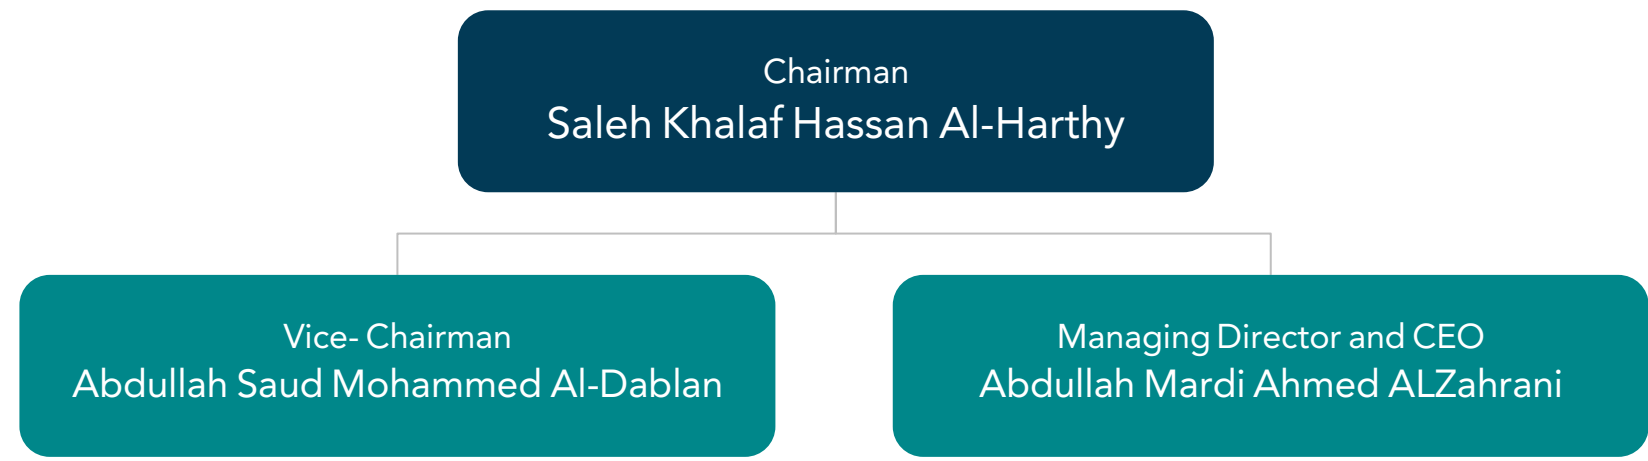 Chairman
Saleh Khalaf Hassan Al-Harthy
Vice- Chairman
Abdullah Saud Mohammed Al-Dablan
Managing Director and CEO
Abdullah Mardi Ahmed ALZahrani